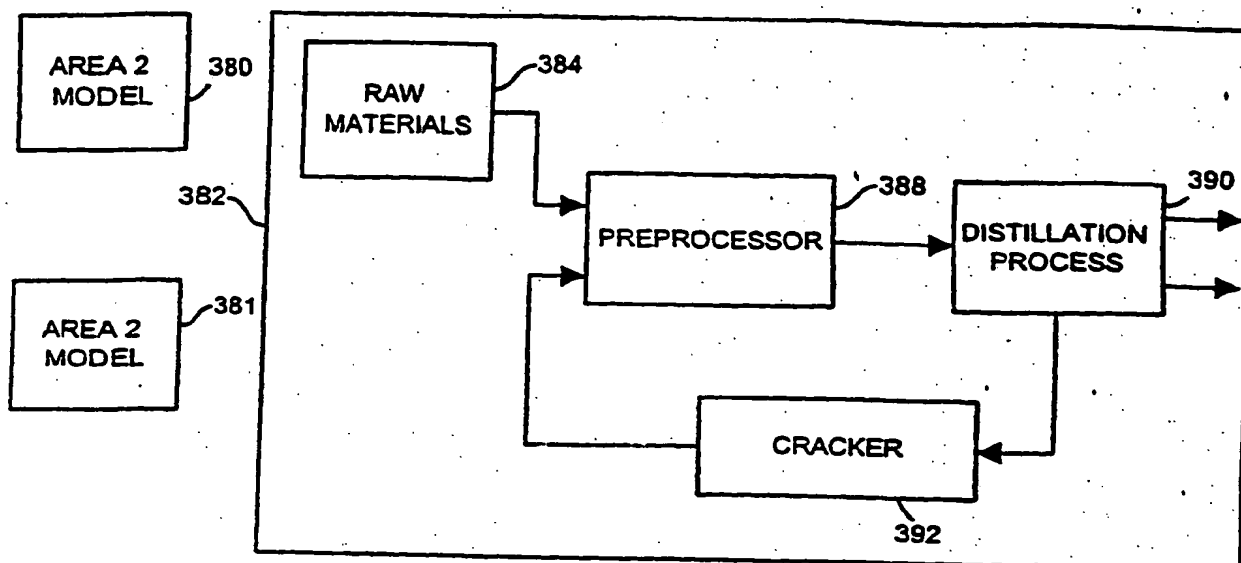 AREA 2
MODEL
380
382
AREA 2
MODEL
381
RAW
MATERIALS
384
PREPROCESSOR
388
DISTILLATION
PROCESS
390
CRACKER
392